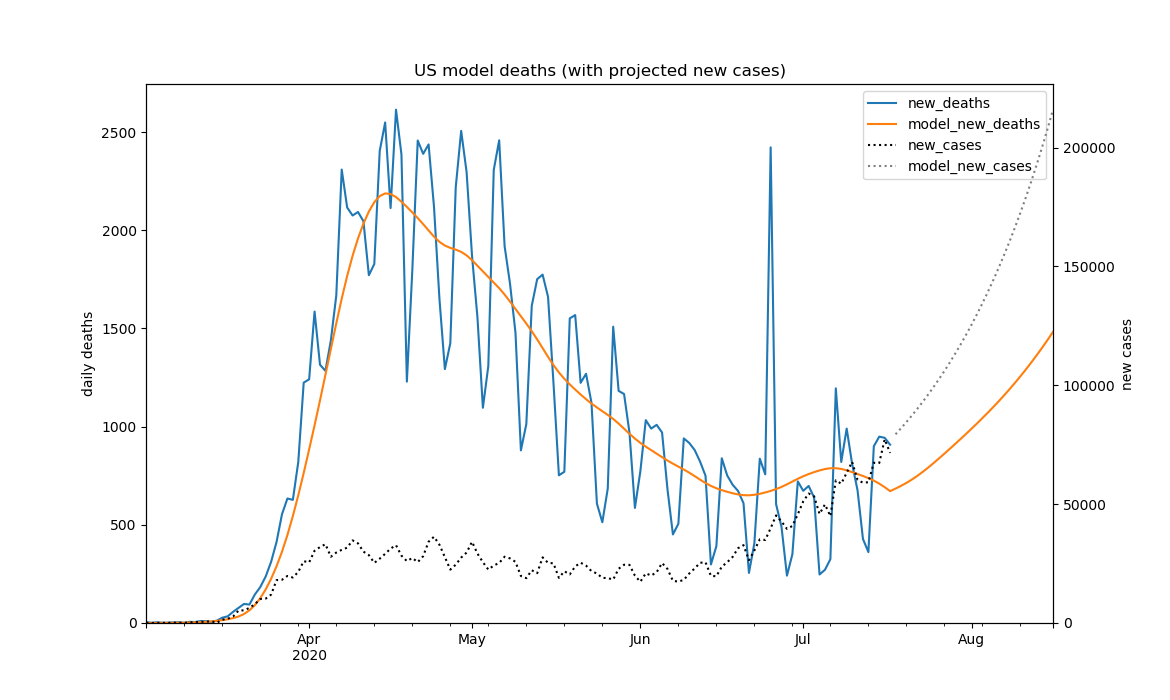 US model deaths (with projected new cases)
new_deaths
model_new_deaths
new_cases
model_new_cases
daily deaths
2500
2000
1500
1000
500
0
200000
150000
100000
50000
0
new cases
Apr
2020
May
Jun
Jul
Aug